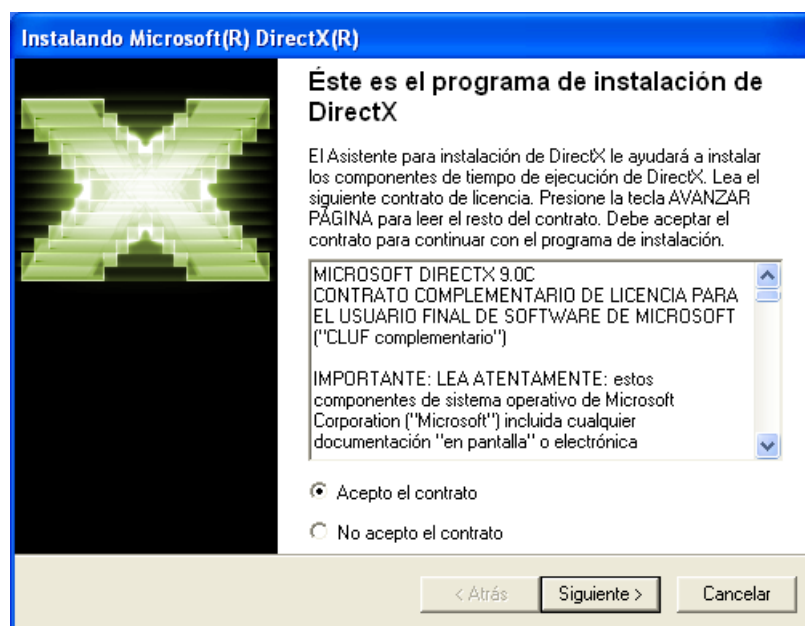 Instalando Microsoft(R) DirectX(R)
Éste es el programa de instalación de
DirectX
El Asistente para instalación de DirectX le ayudará a instalar
los componentes de tiempo de ejecución de DirectX. Lea el
siguiente contrato de licencia. Presione la tecla AVANZAR
PÁGINA para leer el resto del contrato. Debe aceptar el
contrato para continuar con el programa de instalación.
MICROSOFT DIRECTX 9.0C
CONTRATO COMPLEMENTARIO DE LICENCIA PARA
EL USUARIO FINAL DE SOFTWARE DE MICROSOFT
("CLUF complementario")
IMPORTANTE: LEA ATENTAMENTE: estos
componentes de sistema operativo de Microsoft
Corporation ("Microsoft") incluida cualquier
documentación "en pantalla" o electrónica
Acepto el contrato
No acepto el contrato
< Atrás Siguiente > Cancelar